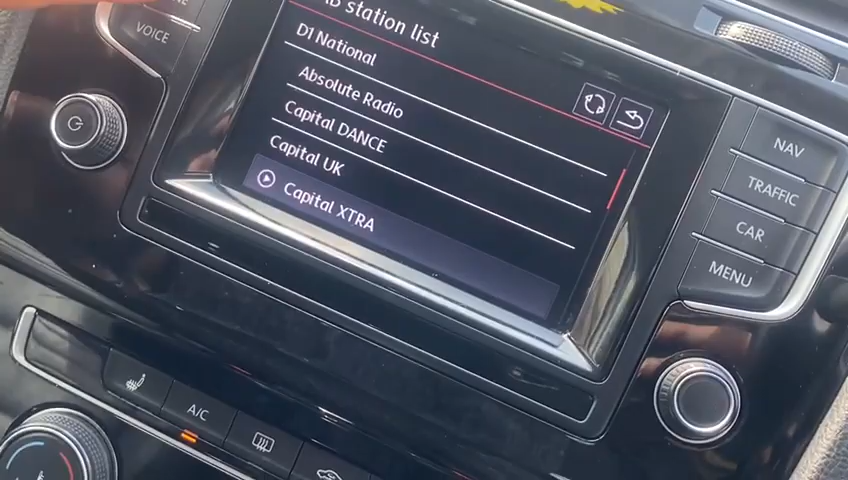 VOICE
station list
D1 National
Absolute Radio
Capital DANCE
Capital UK
Capital XTRA
NAV
TRAFFIC
CAR
MENU
A/C